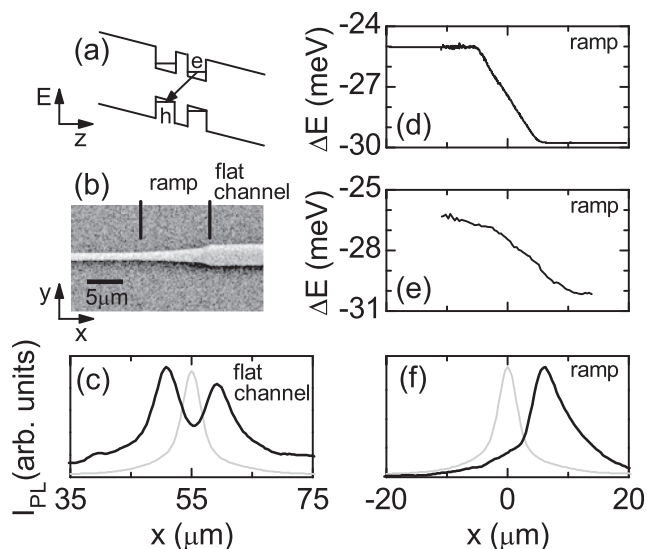 (a)
e
h
E
z
(b)
ramp
flat
channel
5μm
y
x
(c)
flat
channel
I_PL (arb. units)
35
55
75
x (μm)
-25
-27
-30
ΔE (meV)
ramp
(d)
-25
-28
-31
ΔE (meV)
ramp
(e)
(f)
ramp
-20
0
20
x (μm)